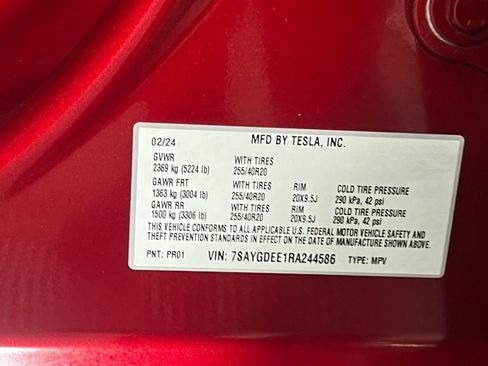 02/24 MFD BY TESLA, INC.
GVWR WITH TIRES
2369 kg (5224 lb) 255/40R20
GAWR FRT WITH TIRES RIM COLD TIRE PRESSURE
1363 kg (3004 lb) 255/40R20 20X9.5J 290 kPa, 42 psi
GAWR RR WITH TIRES RIM COLD TIRE PRESSURE
1500 kg (3306 lb) 255/40R20 20X9.5J 290 kPa, 42 psi
THIS VEHICLE CONFORMS TO ALL APPLICABLE U.S. FEDERAL MOTOR VEHICLE SAFETY AND
THEFT PREVENTION STANDARDS IN EFFECT ON THE DATE OF MANUFACTURE SHOWN ABOVE.
PNT: PR01 VIN: 7SAYGDEE1RA244586 TYPE: MPV